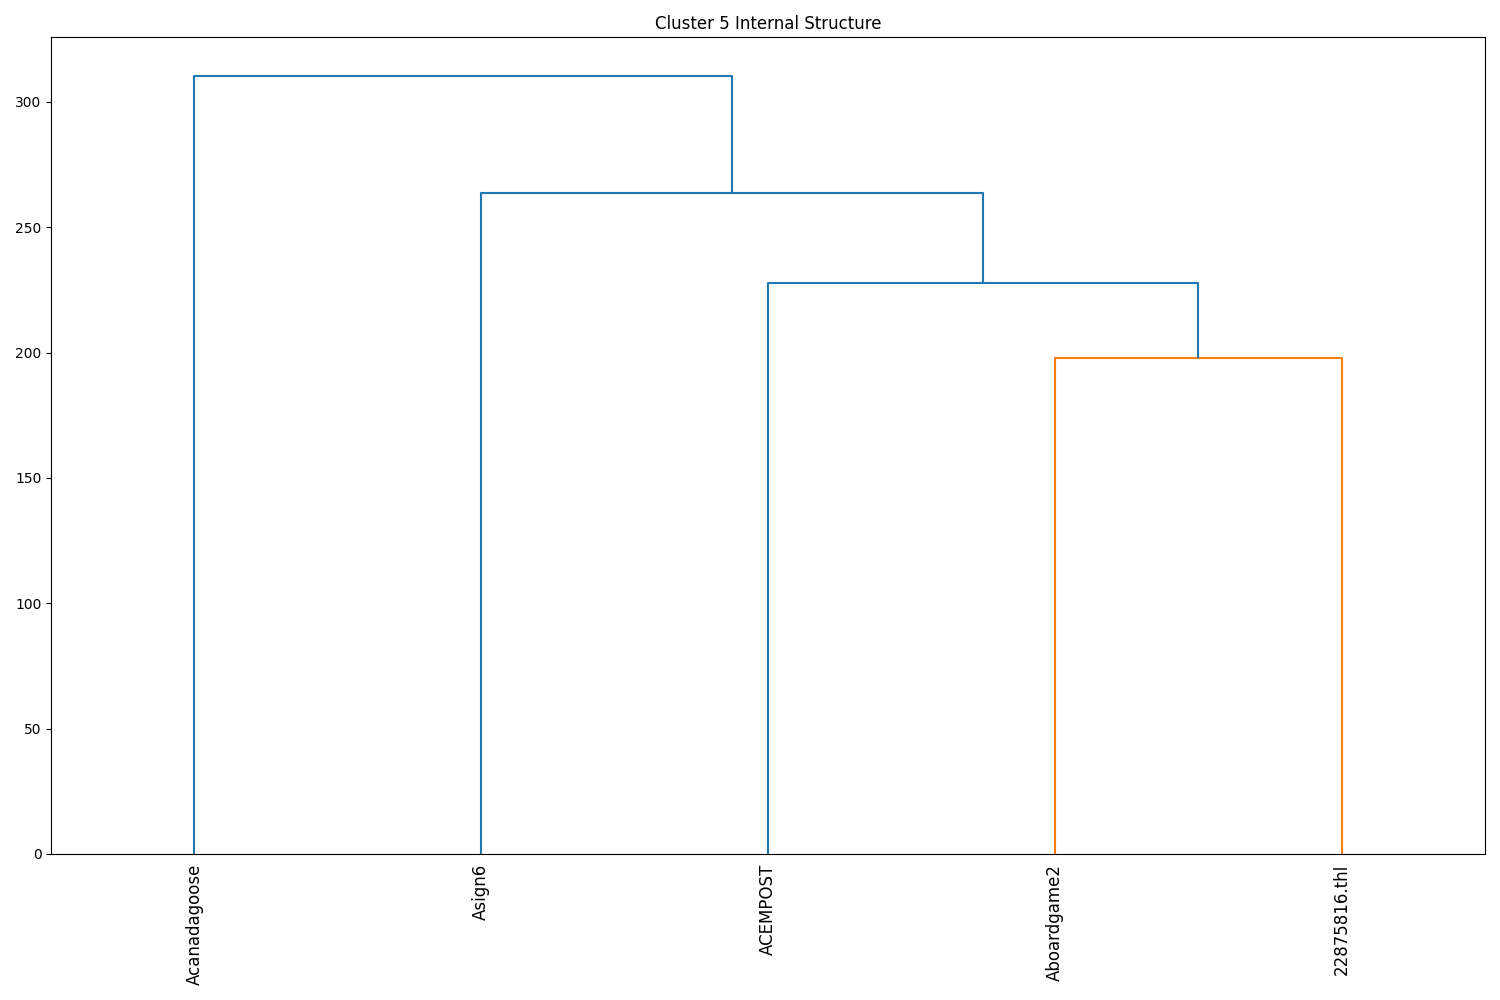 Cluster 5 Internal Structure
300
250
200
150
100
50
0
Acanadagoose
Asign6
ACEMPOST
Aboardgame2
22875816.thl